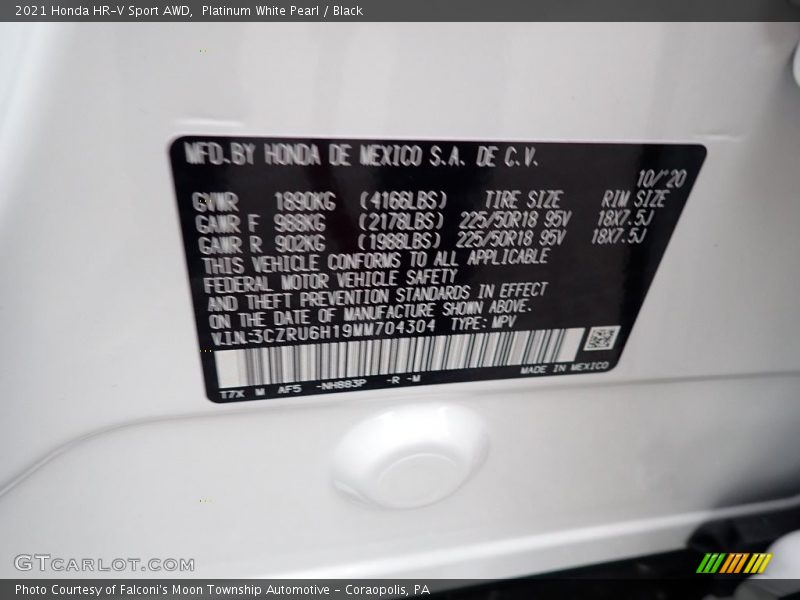 2021 Honda HR-V Sport AWD, Platinum White Pearl / Black
MFD.BY HONDA DE MEXICO S.A. DE C.V.
10/'20
GVWR 1890KG (4166LBS) TIRE SIZE RIM SIZE
GAWR F 988KG (2178LBS) 225/50R18 95V 18X7.5J
GAWR R 902KG (1988LBS) 225/50R18 95V 18X7.5J
THIS VEHICLE CONFORMS TO ALL APPLICABLE
FEDERAL MOTOR VEHICLE SAFETY
AND THEFT PREVENTION STANDARDS IN EFFECT
ON THE DATE OF MANUFACTURE SHOWN ABOVE.
V.I.N:3CZRU6H19MM704304 TYPE: MPV
T7X M AF5 -NH883P -R -M MADE IN MEXICO
GTCARLOT.COM
Photo Courtesy of Falconi's Moon Township Automotive - Coraopolis, PA